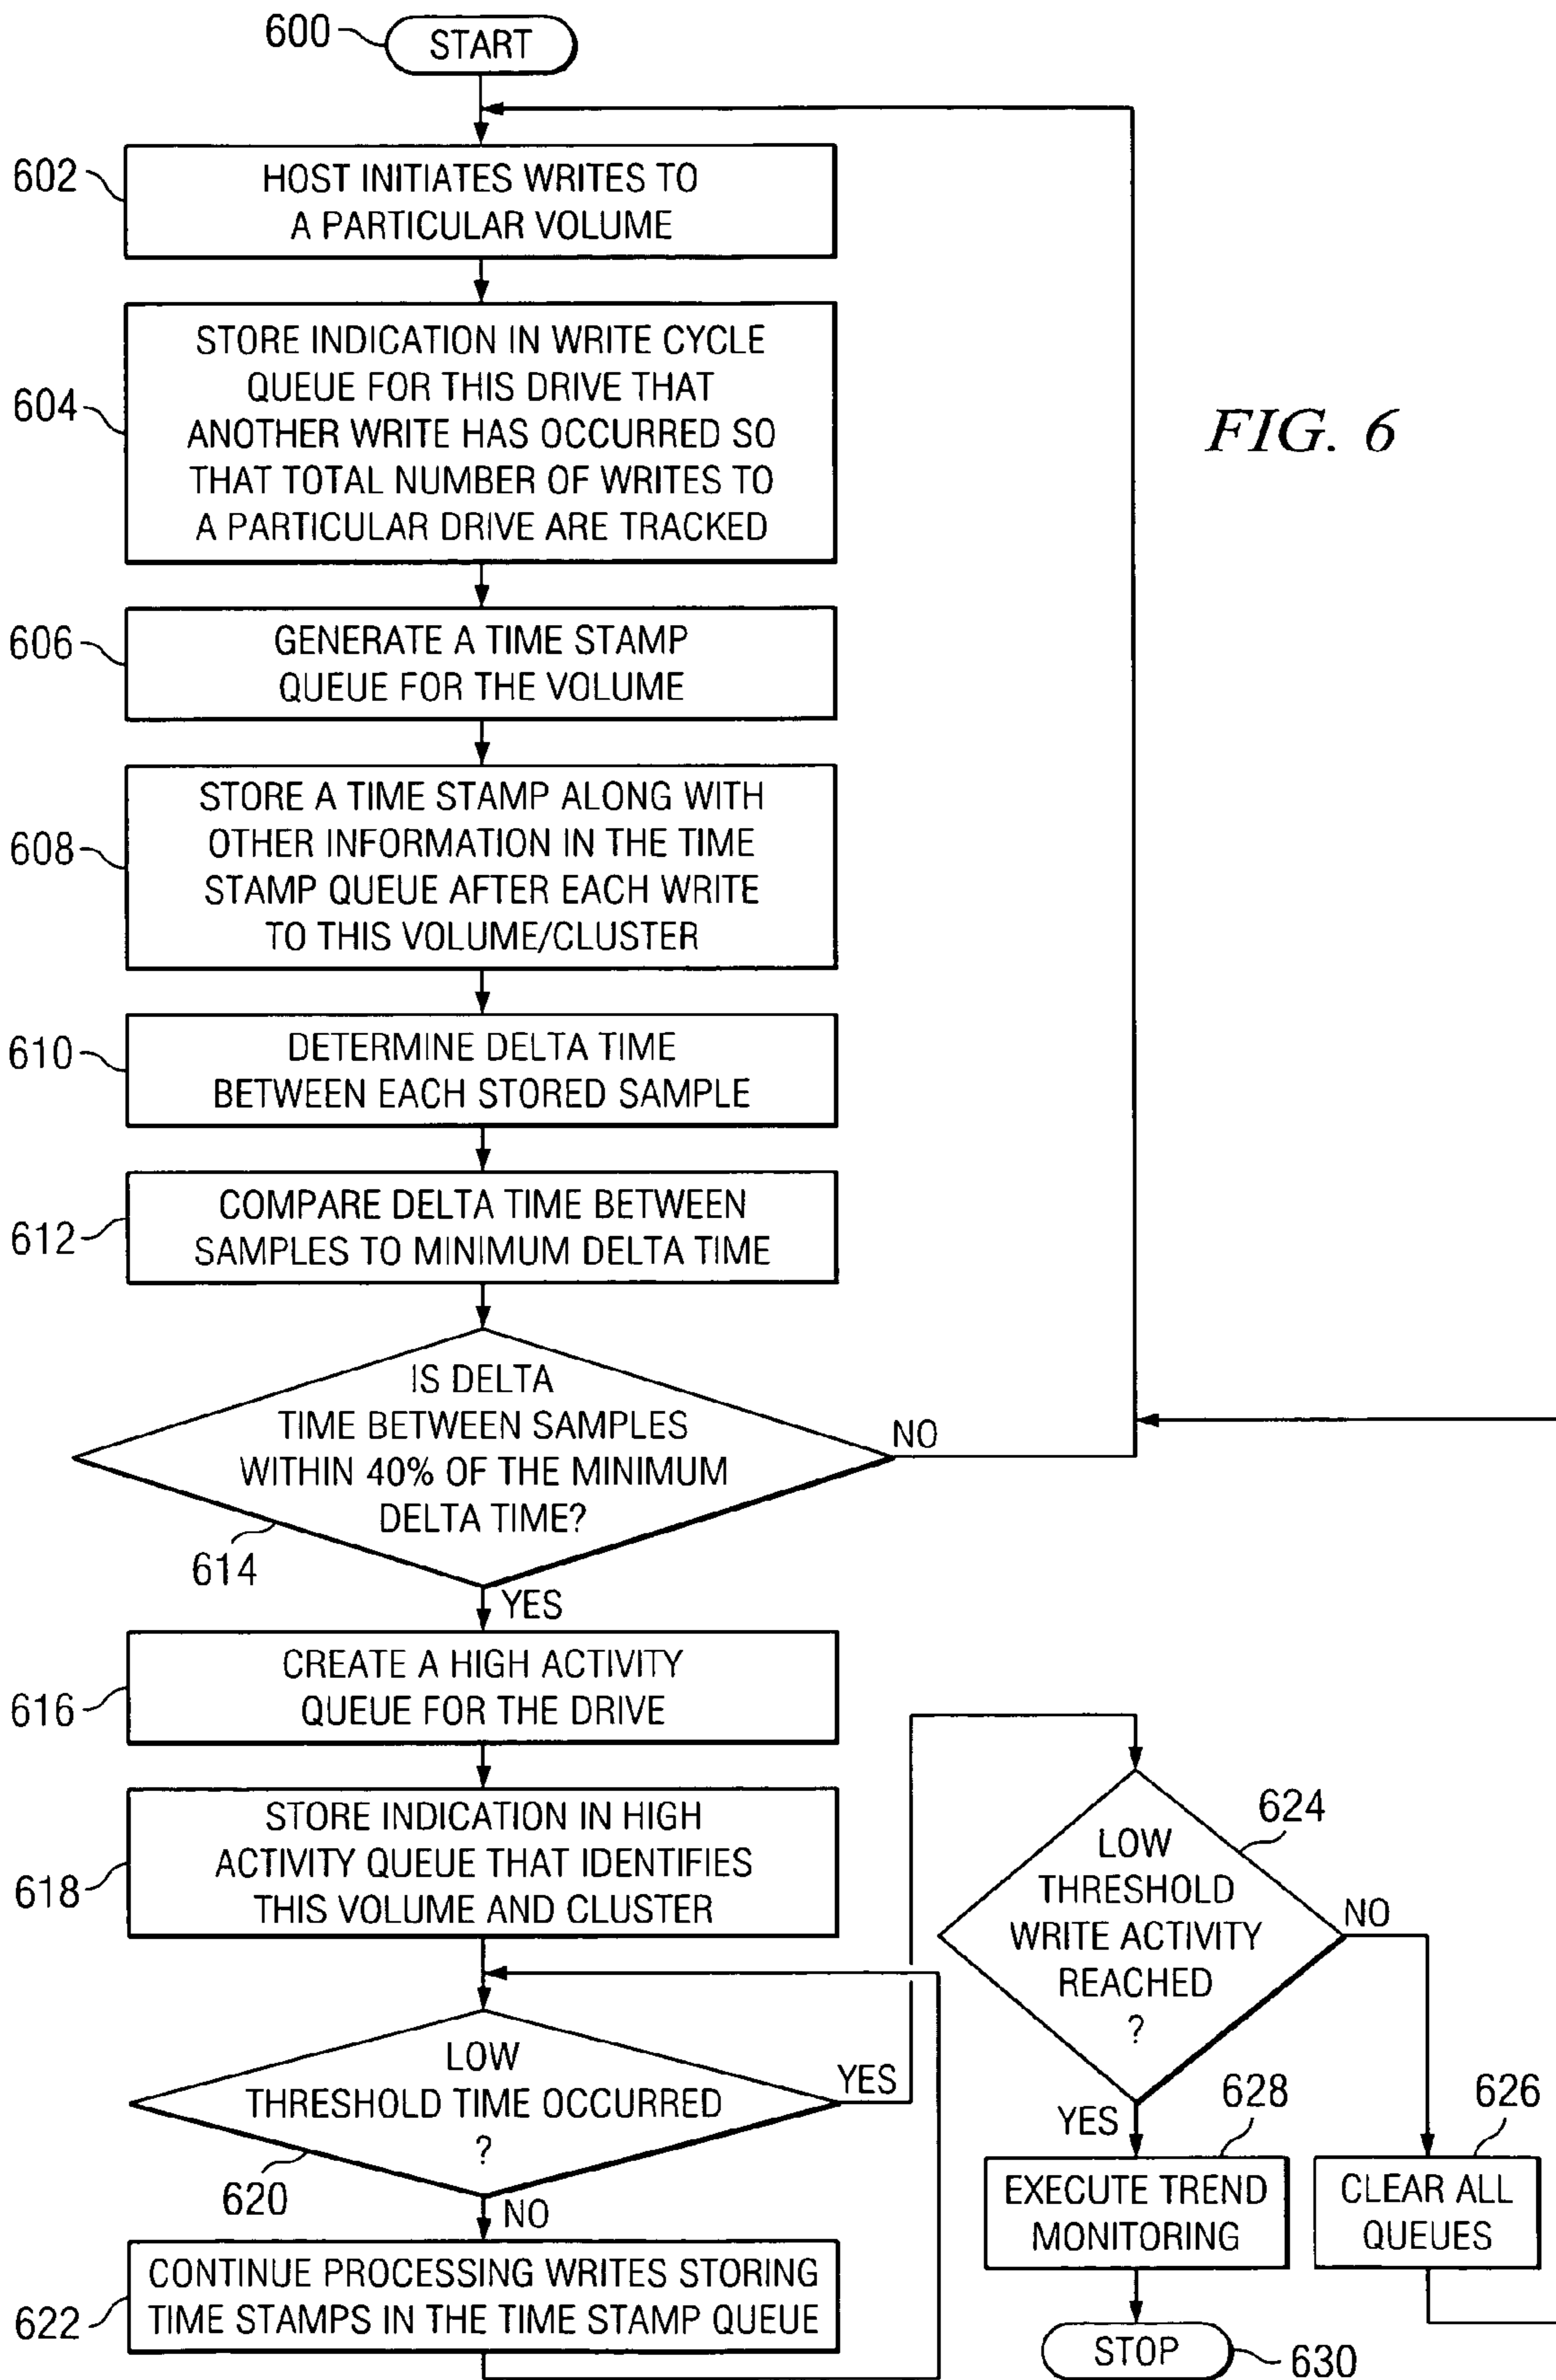 600
START
602
HOST INITIATES WRITES TO
A PARTICULAR VOLUME
604
STORE INDICATION IN WRITE CYCLE
QUEUE FOR THIS DRIVE THAT
ANOTHER WRITE HAS OCCURRED SO
THAT TOTAL NUMBER OF WRITES TO
A PARTICULAR DRIVE ARE TRACKED
FIG. 6
606
GENERATE A TIME STAMP
QUEUE FOR THE VOLUME
608
STORE A TIME STAMP ALONG WITH
OTHER INFORMATION IN THE TIME
STAMP QUEUE AFTER EACH WRITE
TO THIS VOLUME/CLUSTER
610
DETERMINE DELTA TIME
BETWEEN EACH STORED SAMPLE
612
COMPARE DELTA TIME BETWEEN
SAMPLES TO MINIMUM DELTA TIME
IS DELTA
TIME BETWEEN SAMPLES
WITHIN 40% OF THE MINIMUM
DELTA TIME?
NO
614
YES
616
CREATE A HIGH ACTIVITY
QUEUE FOR THE DRIVE
618
STORE INDICATION IN HIGH
ACTIVITY QUEUE THAT IDENTIFIES
THIS VOLUME AND CLUSTER
LOW
THRESHOLD TIME OCCURRED
?
YES
620
NO
622
CONTINUE PROCESSING WRITES STORING
TIME STAMPS IN THE TIME STAMP QUEUE
624
LOW
THRESHOLD
WRITE ACTIVITY
REACHED
?
NO
YES
628
EXECUTE TREND
MONITORING
626
CLEAR ALL
QUEUES
STOP
630